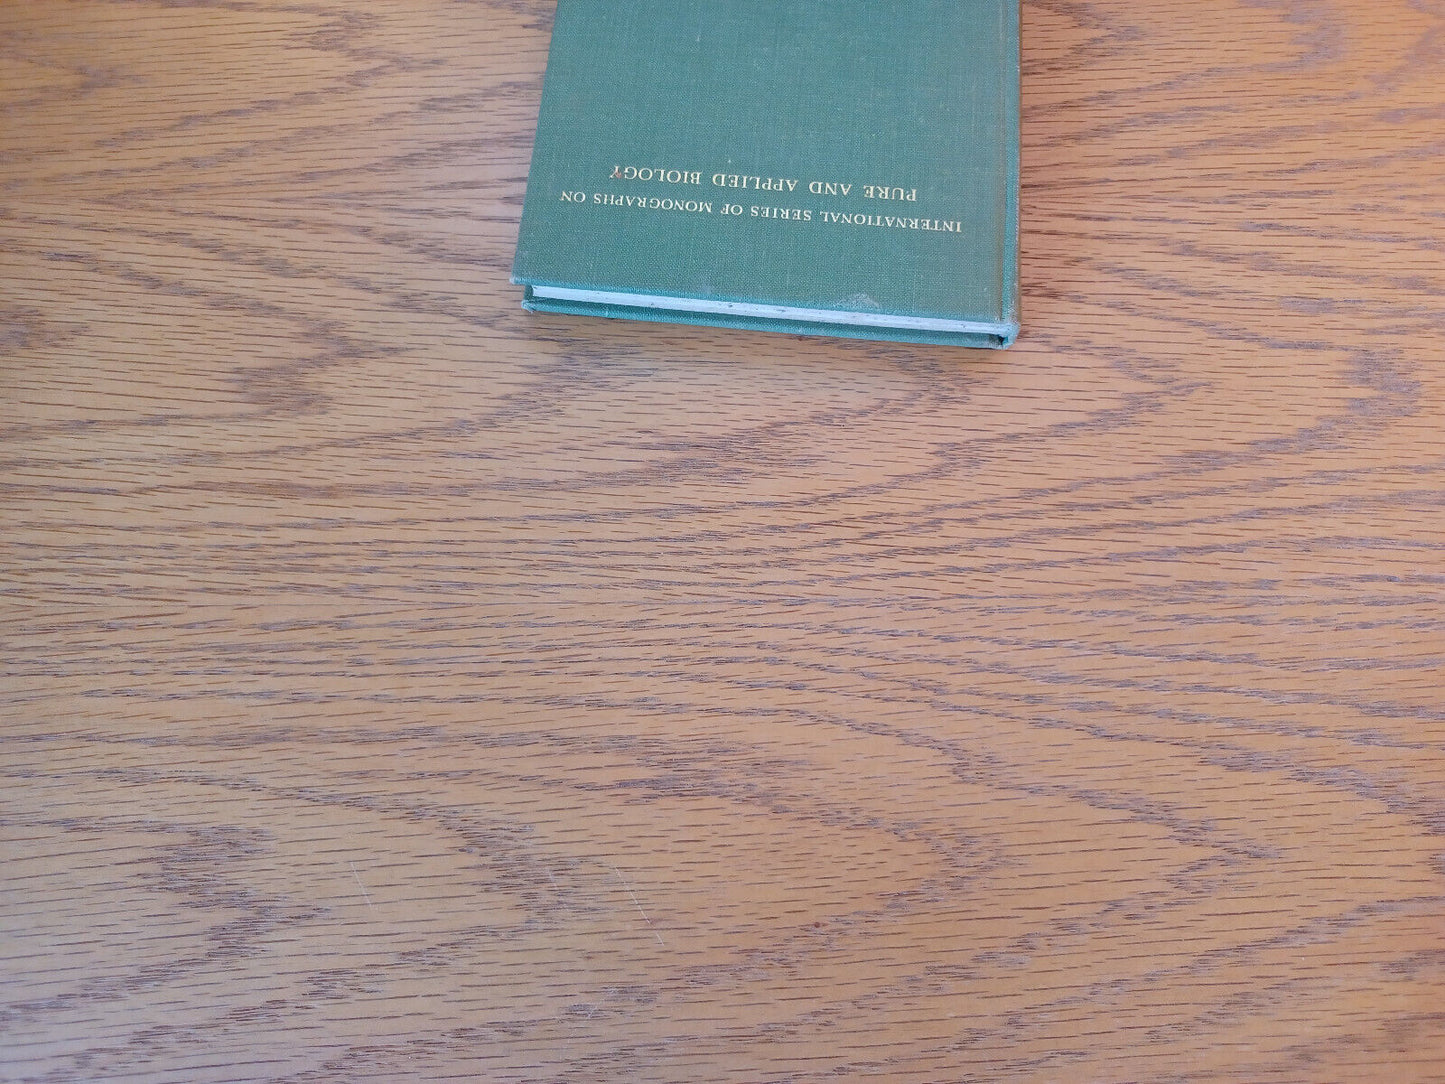 INTERNATIONAL SERIES OF MONOGRAPHS ON
PURE AND APPLIED BIOLOGY